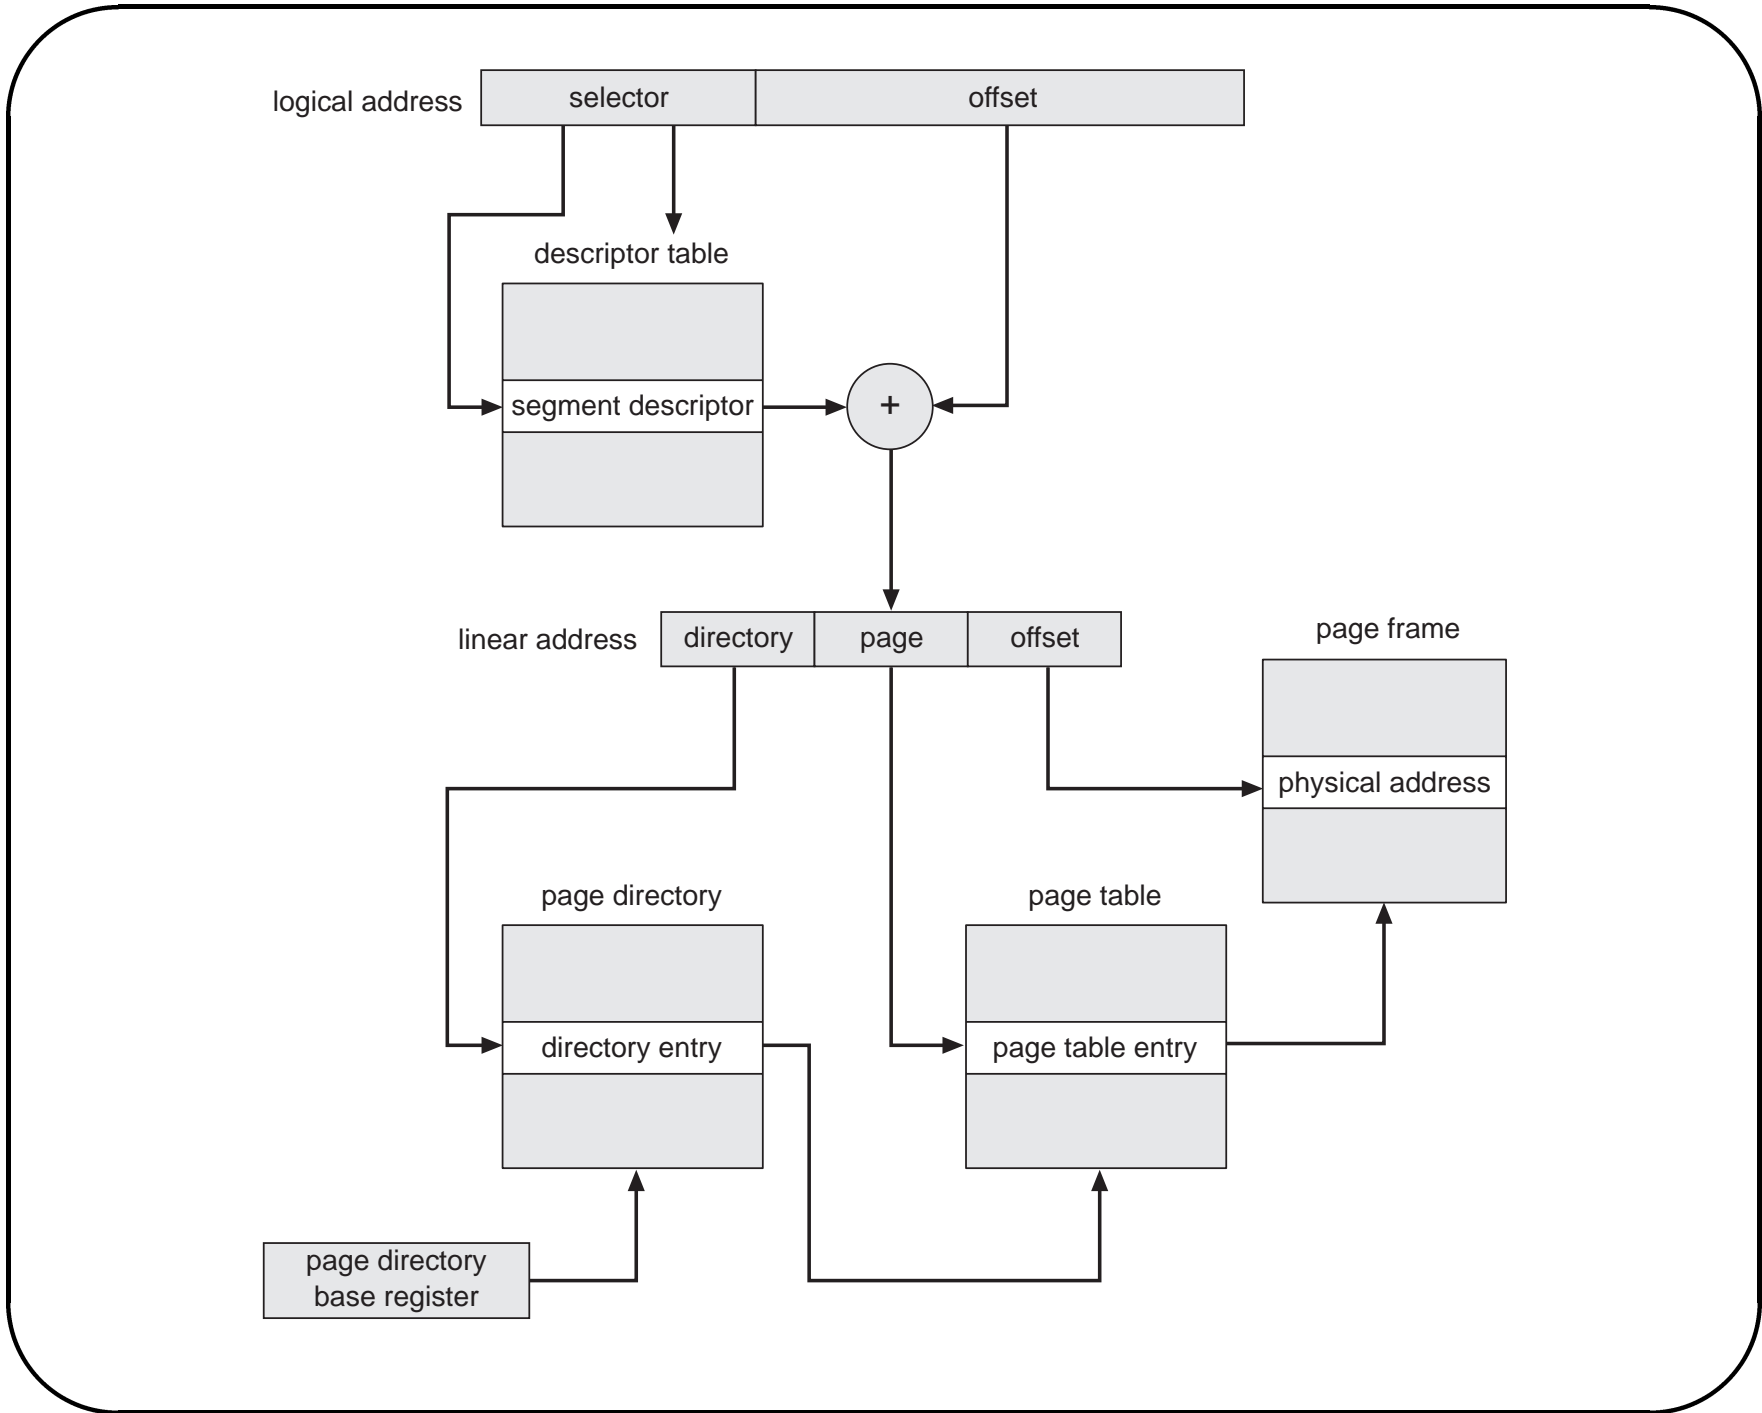 logical address
selector
offset
descriptor table
segment descriptor
+
linear address
directory
page
offset
page frame
physical address
page directory
page table
directory entry
page table entry
page directory
base register